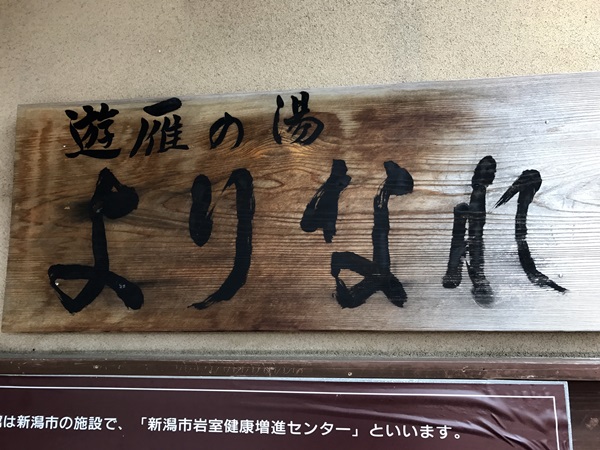 遊雁の湯
よりなれ
は新潟市の施設で、「新潟市岩室健康増進センター」といいます。